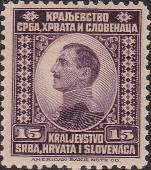 КРАЉЕВСТВО
СРБА, ХРВАТА И СЛОВЕНАЦА
15 KRALJEVSTVO 15
SRBA, HRVATA I SLOVENACA
AMERICAN BANK NOTE CO.